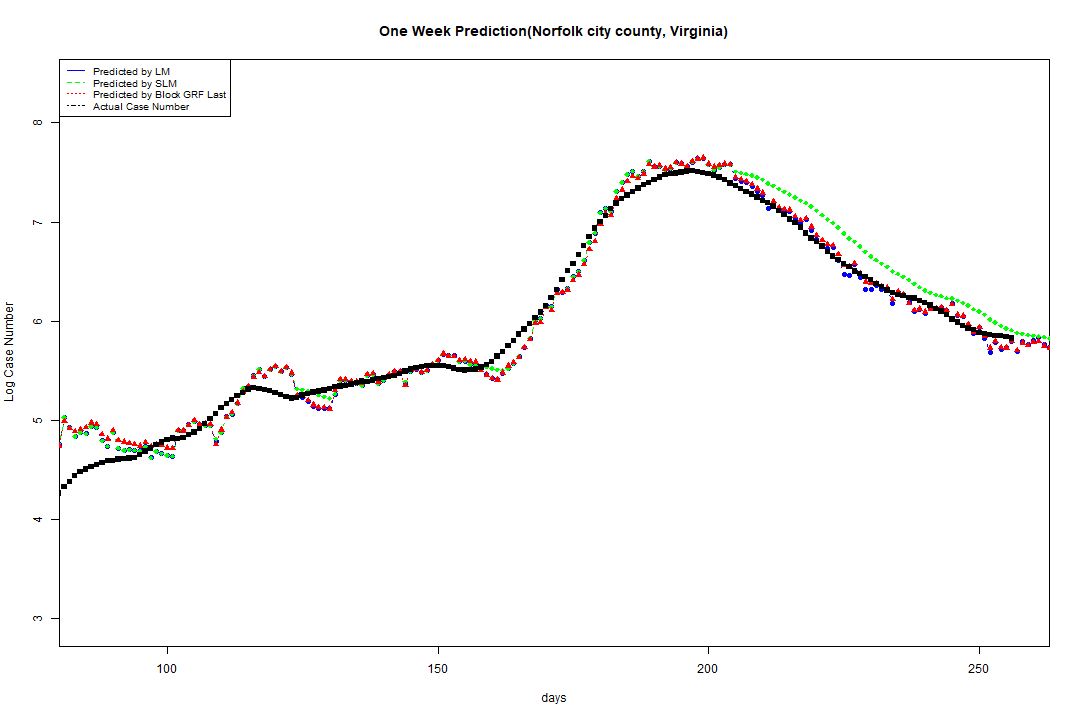 One Week Prediction(Norfolk city county, Virginia)
Predicted by LM
Predicted by SLM
Predicted by Block GRF Last
Actual Case Number
8
7
6
5
4
3
Log Case Number
100 150 200 250
days